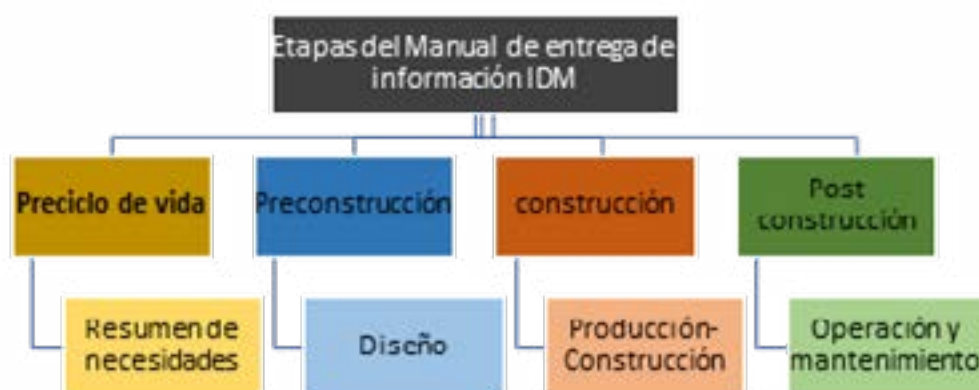 Etapas del Manual de entrega de
información IDM
Preciclo de vida
Preconstrucción
construcción
Post
construcción
Resumen de
necesidades
Diseño
Producción-
Construcción
Operación y
mantenimiento